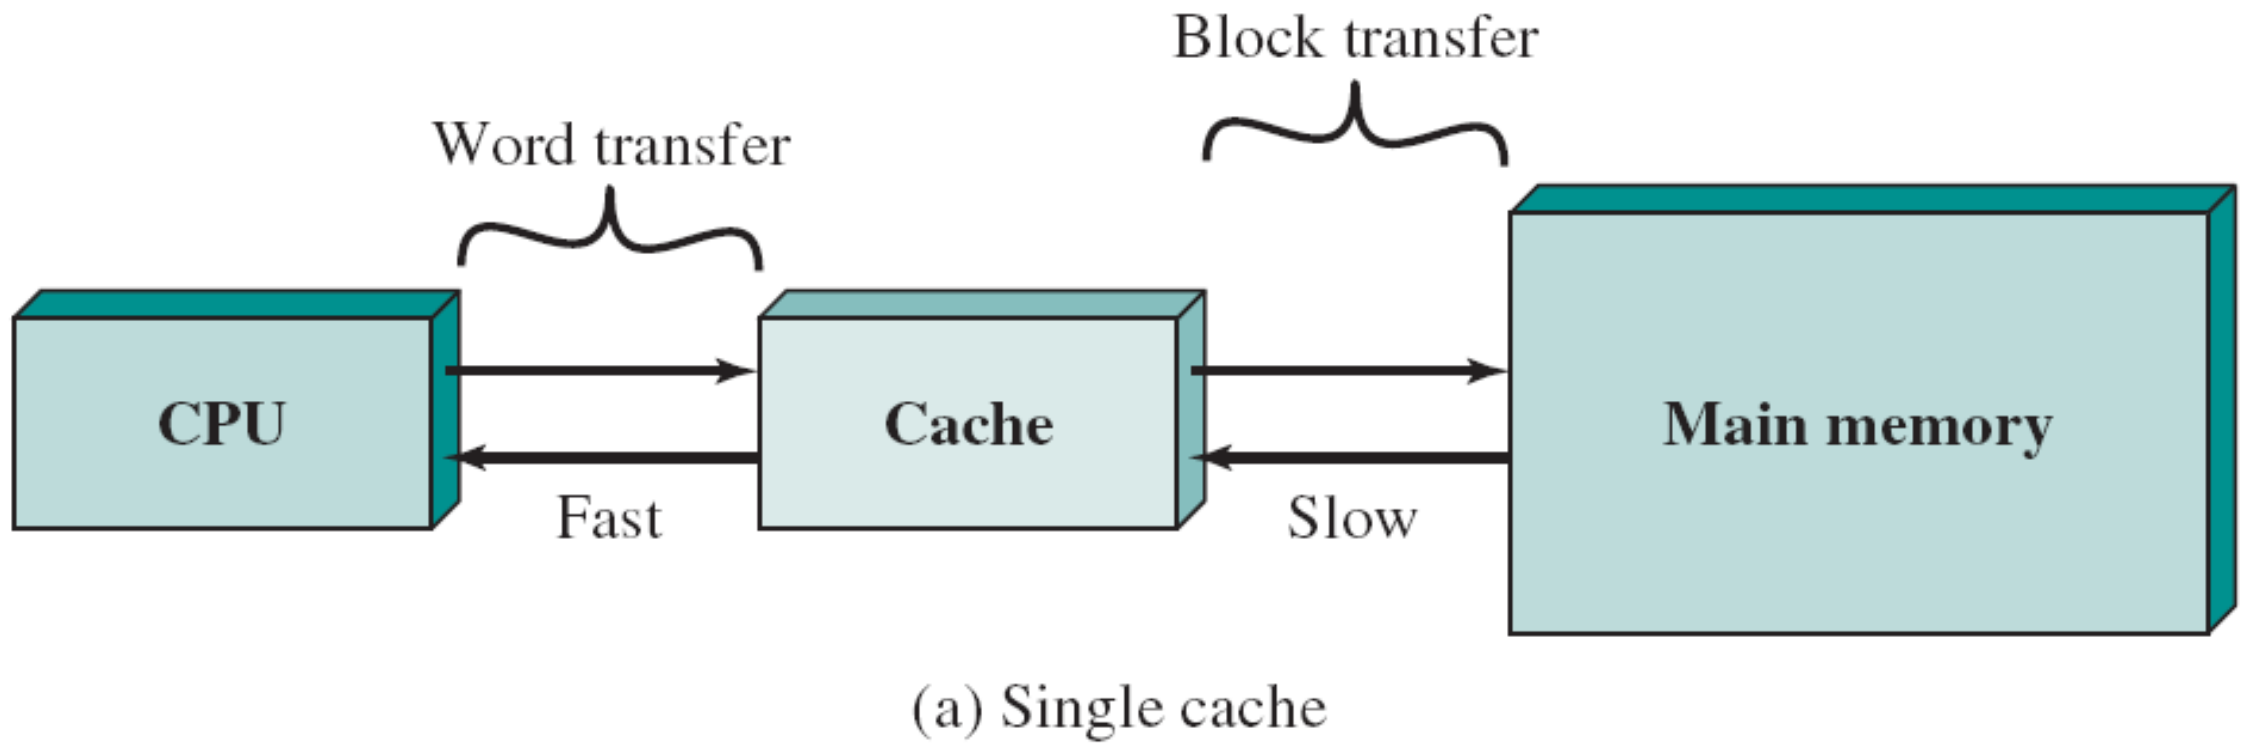 Block transfer
Word transfer
CPU
Cache
Main memory
Fast
Slow
(a) Single cache